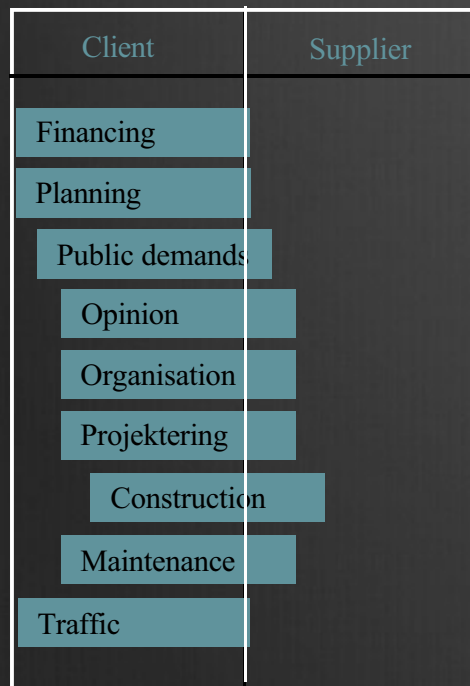 Client
Supplier
Financing
Planning
Public demands
Opinion
Organisation
Projektering
Construction
Maintenance
Traffic